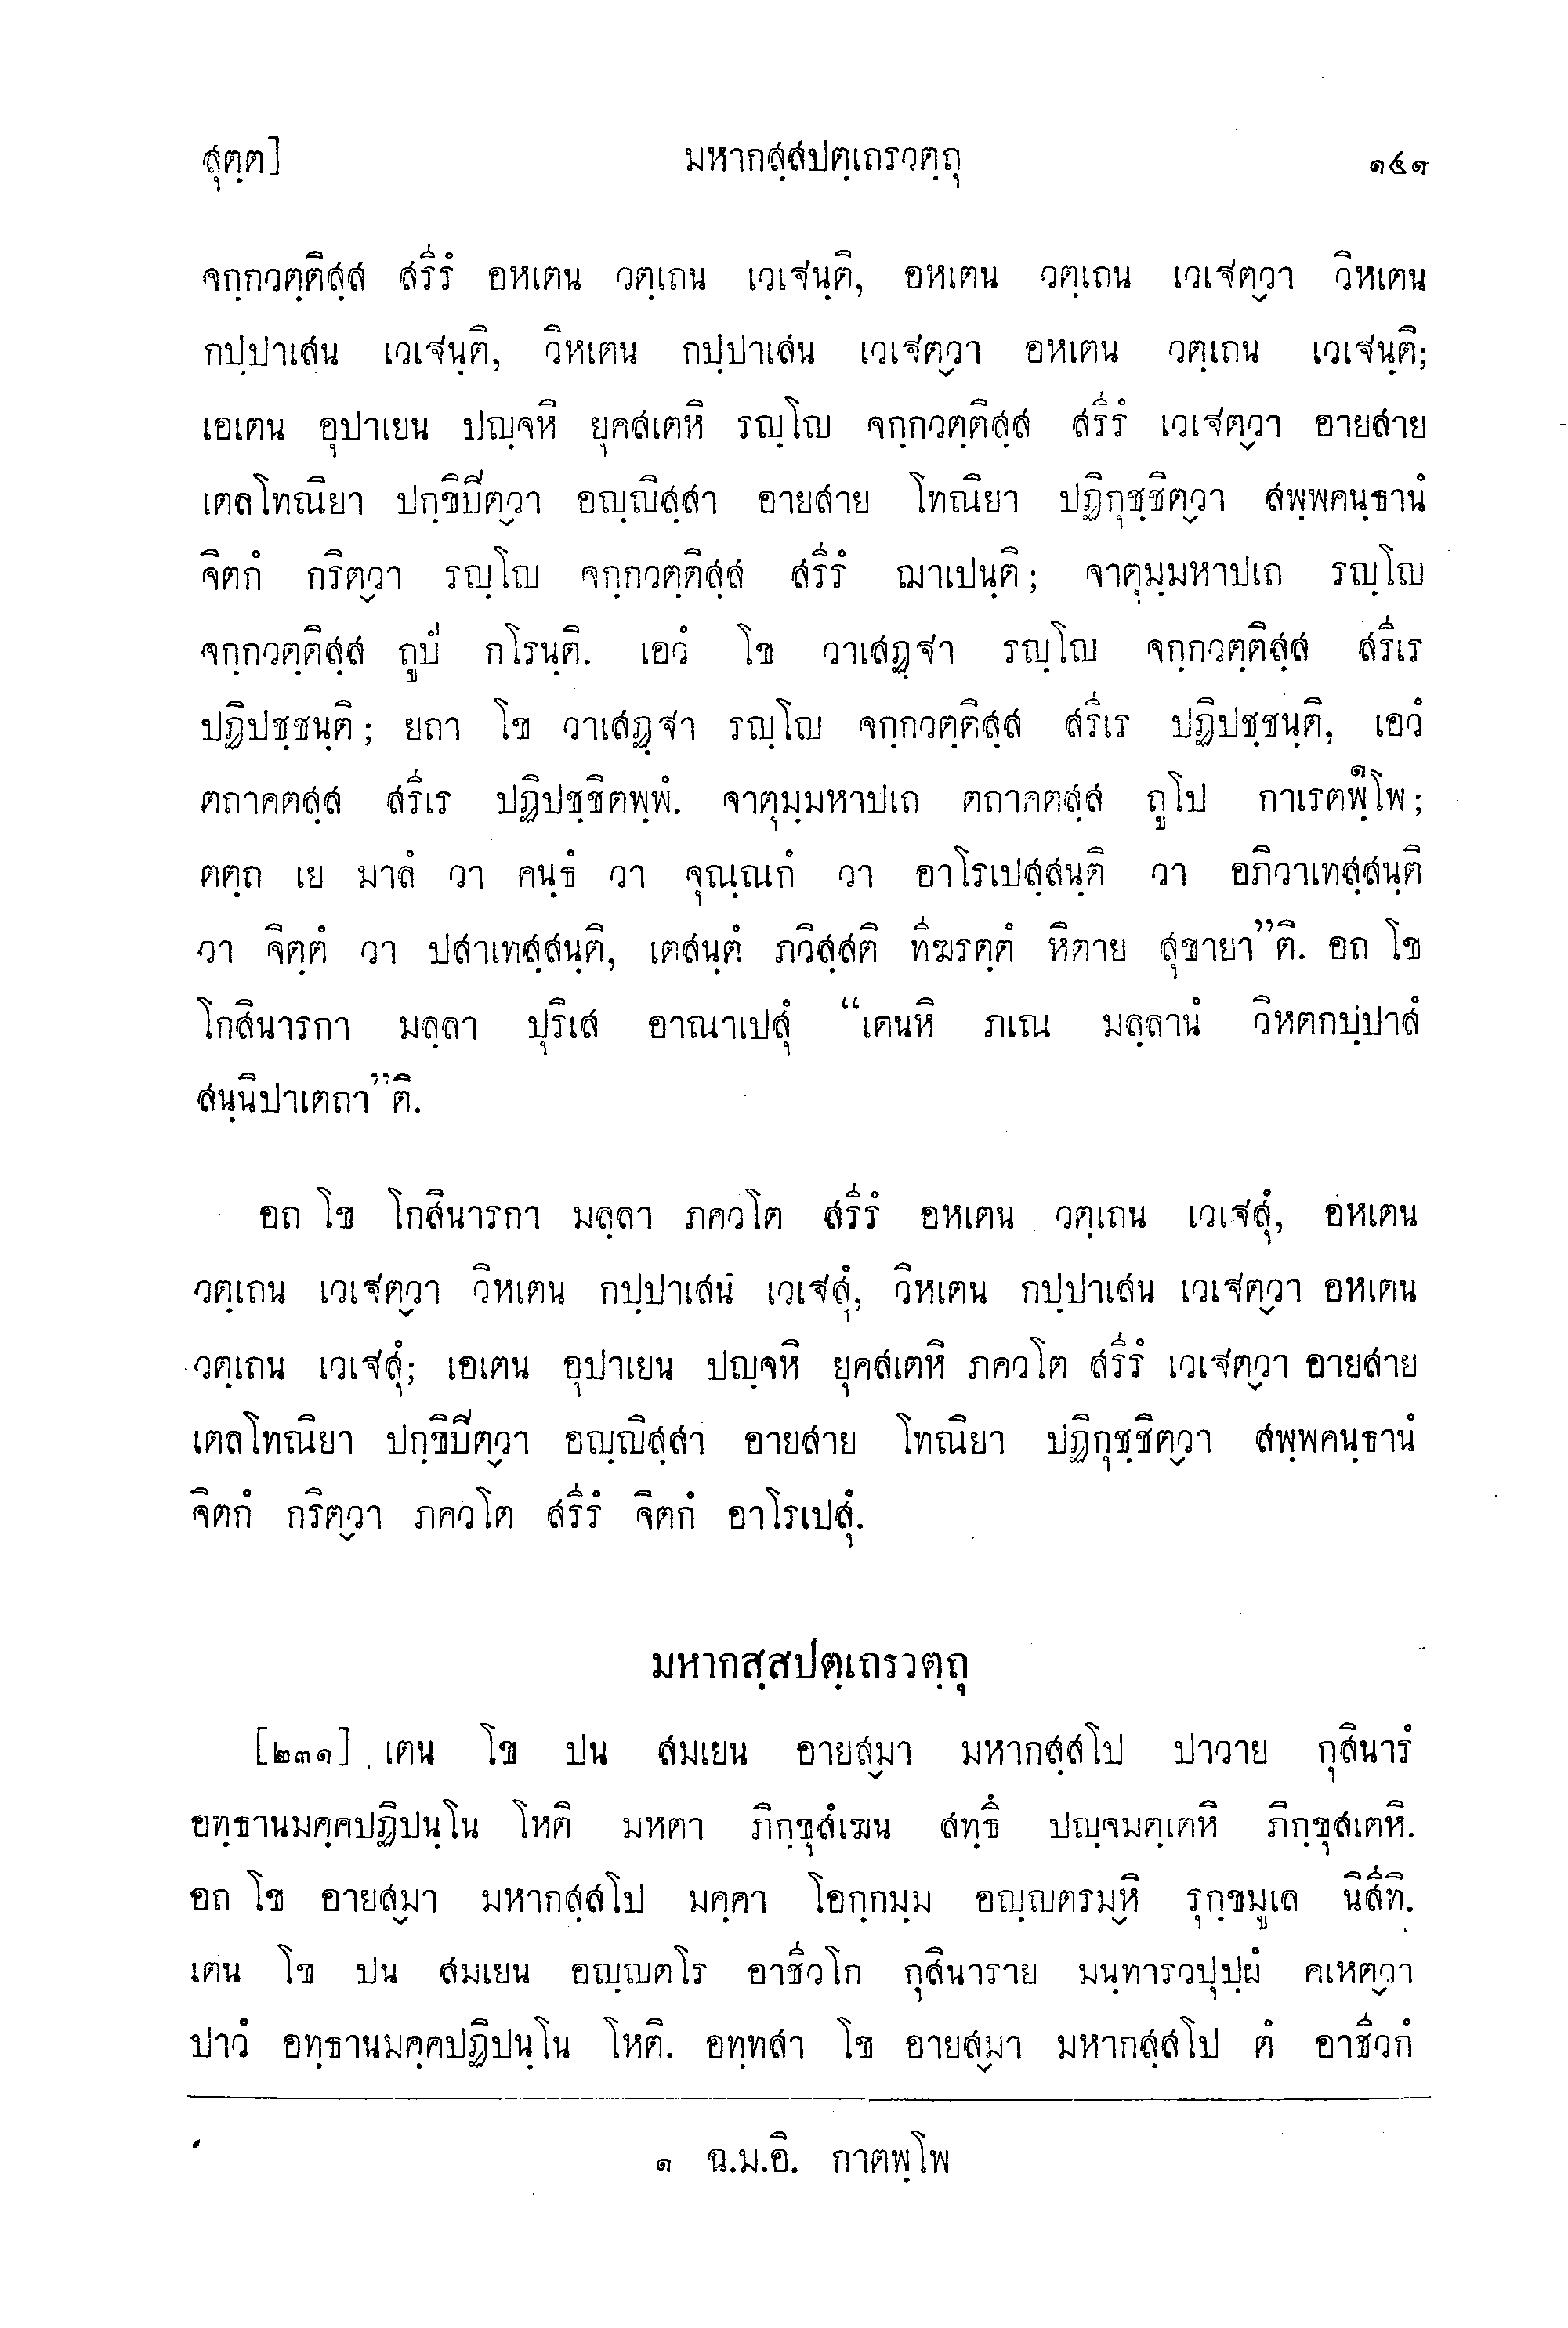 สุตฺต]	มหากสฺสปตฺเถรวตฺถุ	๑๔๑
จกฺกวตฺติสฺส สรีรํ อหเตน วตฺเถน เวเฐนฺติ, อหเตน วตฺเถน เวเฐตฺวา วิหเตน
กปฺปาเสน เวเฐนฺติ, วิหเตน กปฺปาเสน เวเฐตฺวา อหเตน วตฺเถน เวเฐนฺติ;
เอเตน อุปาเยน ปญฺจหิ ยุคสเตหิ รญฺโญ จกฺกวตฺติสฺส สรีรํ เวเฐตฺวา อายสาย
เตลโทณิยา ปกฺขิปิตฺวา อญฺญิสฺสา อายสาย โทณิยา ปฏิกุชฺชิตฺวา สพฺพคนฺธานํ
จิตกํ กริตฺวา รญฺโญ จกฺกวตฺติสฺส สรีรํ ฌาเปนฺติ; จาตุมฺมหาปเถ รญฺโญ
จกฺกวตฺติสฺส ถูปํ กโรนฺติ. เอวํ โข วาเสฏฺฐา รญฺโญ จกฺกวตฺติสฺส สรีเร
ปฏิปชฺชนฺติ; ยถา โข วาเสฏฺฐา รญฺโญ จกฺกวตฺติสฺส สรีเร ปฏิปชฺชนฺติ, เอวํ
ตถาคตสฺส สรีเร ปฏิปชฺชิตพฺพํ. จาตุมฺมหาปเถ ตถาคตสฺส ถูโป กาเรตพฺโพ๑;
ตตฺถ เย มาลํ วา คนฺธํ วา จุณฺณกํ วา อาโรเปสฺสนฺติ วา อภิวาเทสฺสนฺติ
วา จิตฺตํ วา ปสาเทสฺสนฺติ, เตสนฺตํ ภวิสฺสติ ทีฆรตฺตํ หิตาย สุขายา”ติ. อถ โข
โกสินารกา มลฺลา ปุริเส อาณาเปสุํ “เตนหิ ภเณ มลฺลานํ วิหตกปฺปาสํ
สนฺนิปาเตถา”ติ.
อถ โข โกสินารกา มลฺลา ภควโต สรีรํ อหเตน วตฺเถน เวเฐสุํ, อหเตน
วตฺเถน เวเฐตฺวา วิหเตน กปฺปาเสน เวเฐสุํ, วิหเตน กปฺปาเสน เวเฐตฺวา อหเตน
วตฺเถน เวเฐสุํ; เอเตน อุปาเยน ปญฺจหิ ยุคสเตหิ ภควโต สรีรํ เวเฐตฺวา อายสาย
เตลโทณิยา ปกฺขิปิตฺวา อญฺญิสฺสา อายสาย โทณิยา ปฏิกุชฺชิตฺวา สพฺพคนฺธานํ
จิตกํ กริตฺวา ภควโต สรีรํ จิตกํ อาโรเปสุํ.
มหากสฺสปตฺเถรวตฺถุ
[๒๓๑] เตน โข ปน สมเยน อายสฺมา มหากสฺสโป ปาวาย กุสินารํ
อทฺธานมคฺคปฏิปนฺโน โหติ มหตา ภิกฺขุสํเฆน สทฺธึ ปญฺจมตฺเตหิ ภิกฺขุสเตหิ.
อถ โข อายสฺมา มหากสฺสโป มคฺคา โอกฺกมฺม อญฺญตรมฺหิ รุกฺขมูเล นิสีทิ.
เตน โข ปน สมเยน อญฺญตโร อาชีวโก กุสินาราย มนฺทารวปุปฺผํ คเหตฺวา
ปาวํ อทฺธานมคฺคปฏิปนฺโน โหติ. อทฺทสา โข อายสฺมา มหากสฺสโป ตํ อาชีวกํ
๑ ฉ.ม.อิ. กาตพฺโพ